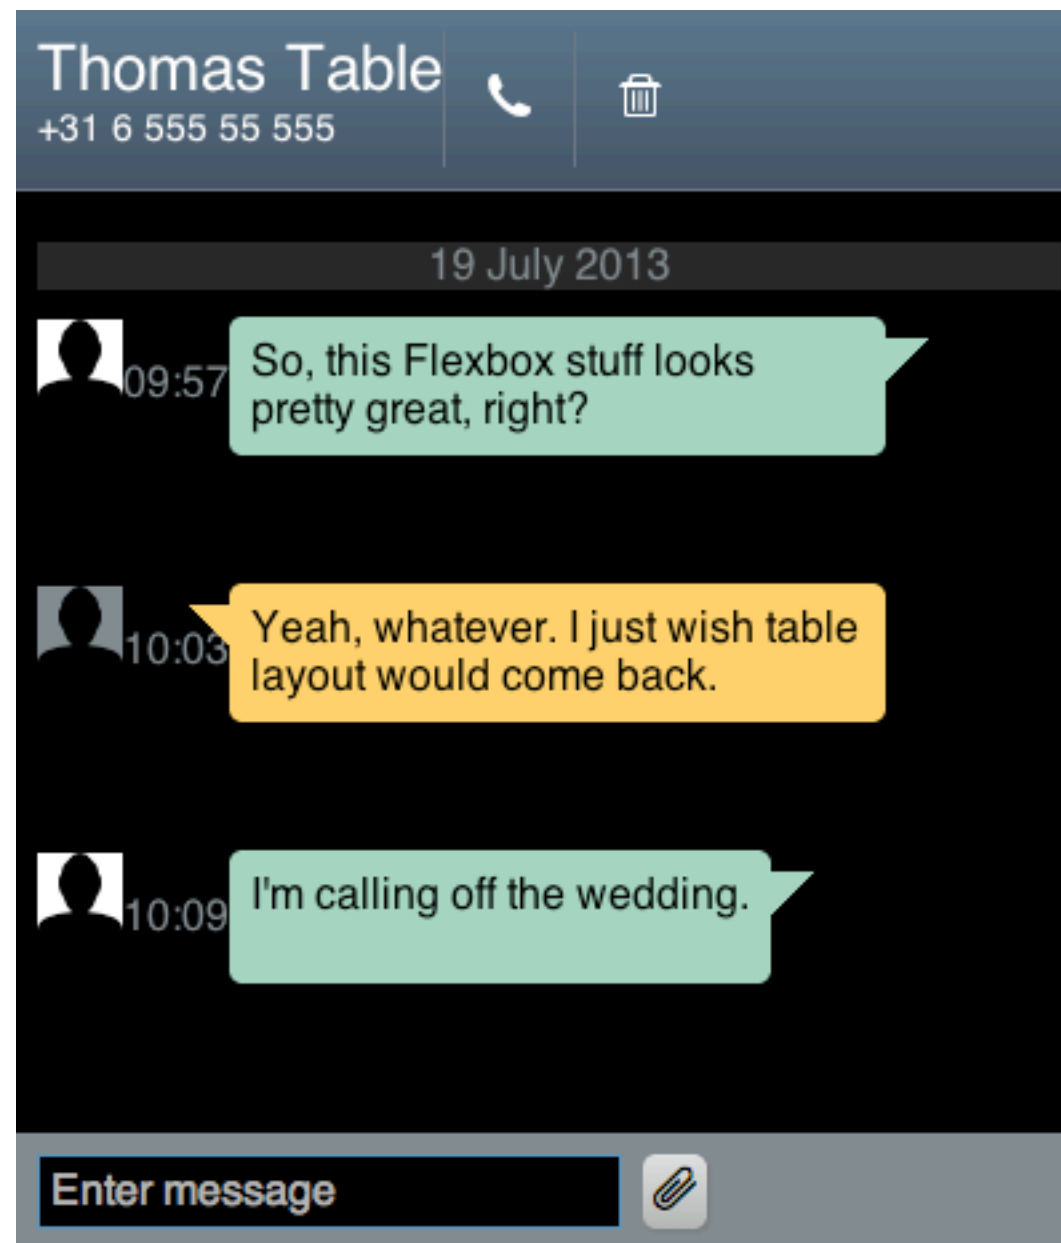 Thomas Table
+31 6 555 55 555
19 July 2013
09:57
So, this Flexbox stuff looks
pretty great, right?
10:03
Yeah, whatever. I just wish table
layout would come back.
10:09
I'm calling off the wedding.
Enter message